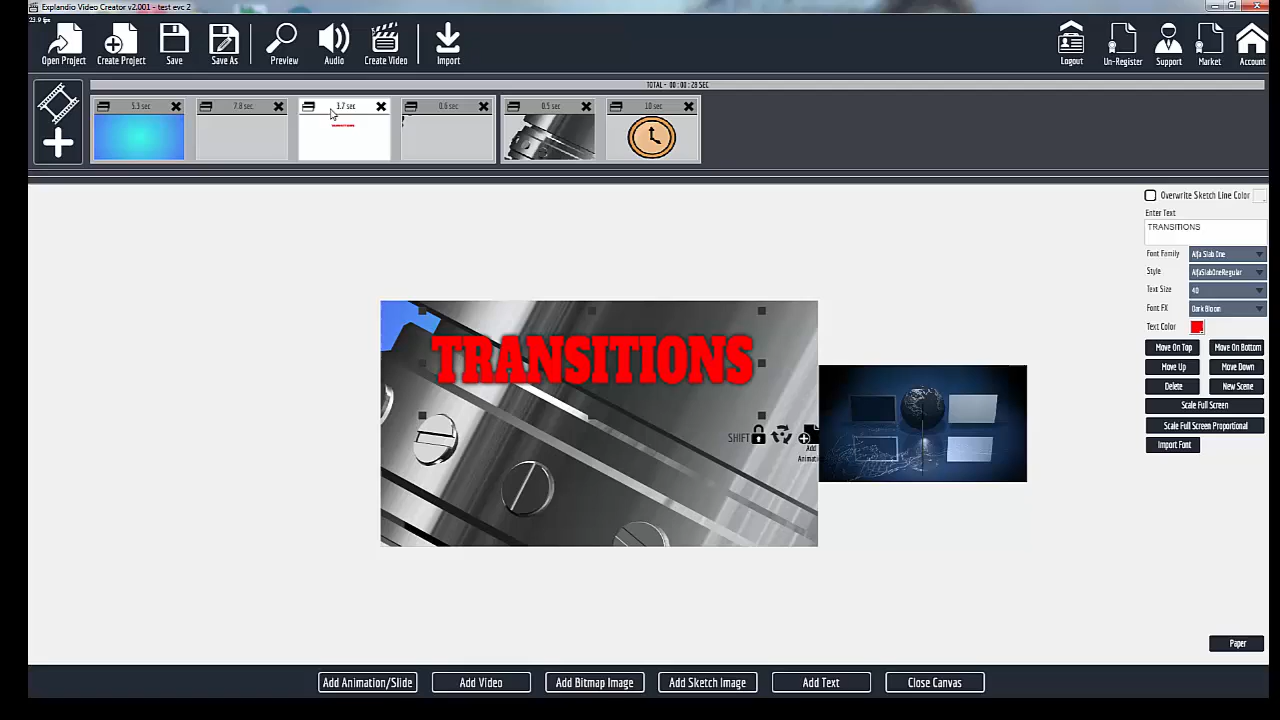 Explandio Video Creator v2.001 - test evc 2
23.9 fps
Open Project Create Project Save Save As Preview Audio Create Video Import Logout Un-Register Support Market Account
TOTAL - 00 : 00 : 28 SEC
5.3 sec 7.8 sec 3.7 sec 0.6 sec 0.5 sec 10 sec
Overwrite Sketch Line Color
Enter Text
TRANSITIONS
Font Family Alfa Slab One
Style AlfaSlabOneRegular
Text Size 40
Font FX Dark Bloom
Text Color
Move On Top Move On Bottom
Move Up Move Down
Delete New Scene
Scale Full Screen
Scale Full Screen Proportional
Import Font
TRANSITIONS
SHIFT
Add
Animati
Paper
Add Animation/Slide Add Video Add Bitmap Image Add Sketch Image Add Text Close Canvas